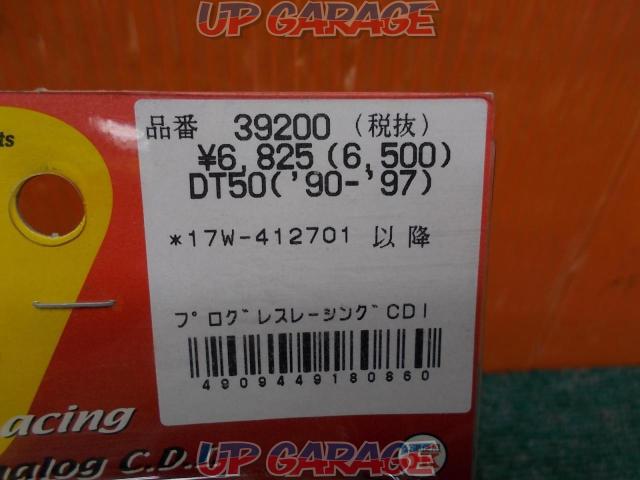 UP GARAGE
ts
品番 39200 (税抜)
¥6,825(6,500)
DT50('90-'97)
*17W-412701 以降
プログレスレーシングCDI
4909449180860
acing
nalog C.D.I.
UP GARAGE